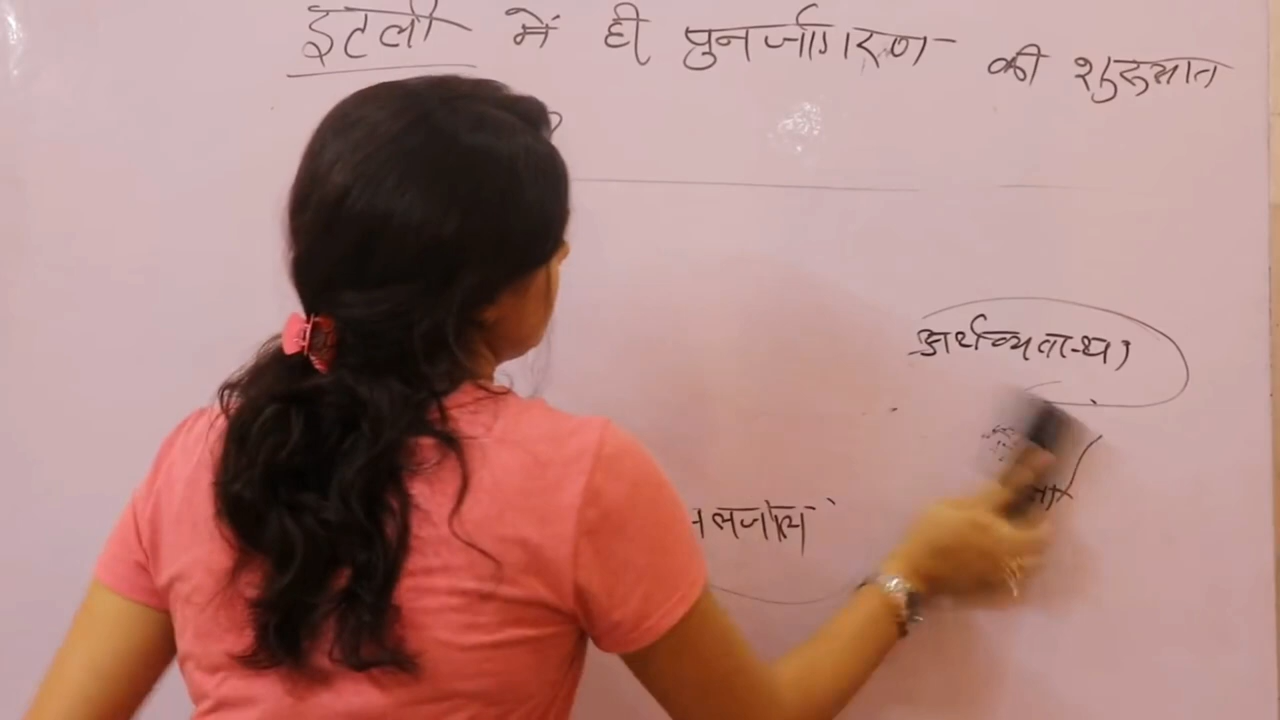 इटली में ही पुनर्जागरण की शुरुआत
अर्थव्यवस्था